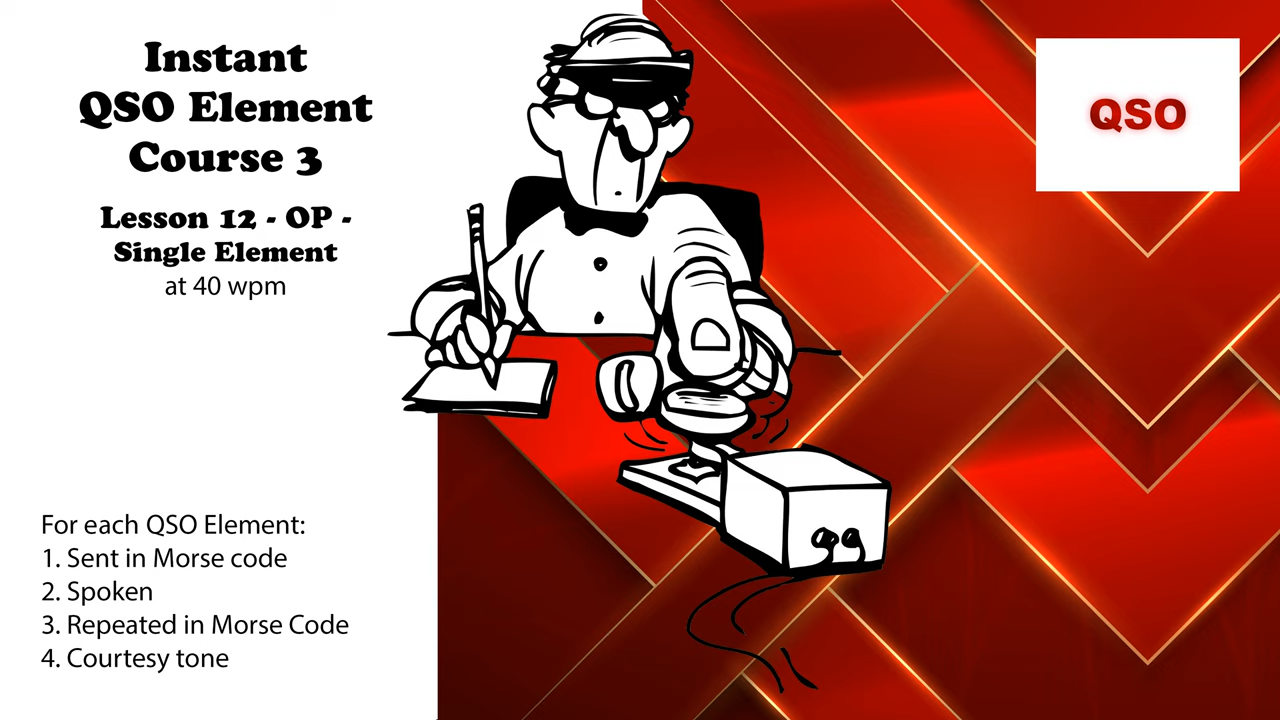 Instant
QSO Element
Course 3
Lesson 12 - OP -
Single Element
at 40 wpm
QSO
For each QSO Element:
1. Sent in Morse code
2. Spoken
3. Repeated in Morse Code
4. Courtesy tone